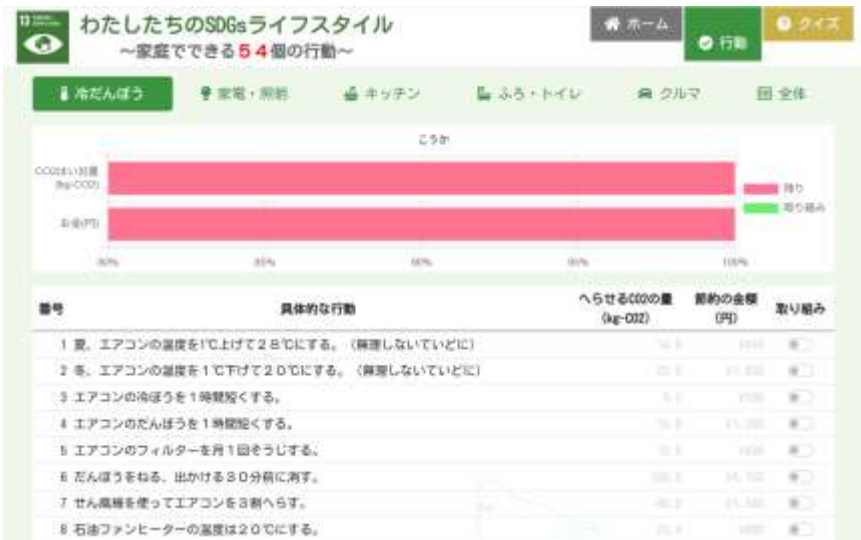 13
わたしたちのSDGsライフスタイル
～家庭でできる５４個の行動～
ホーム
行動
クイズ
冷だんぼう
家電・照明
キッチン
ふろ・トイレ
クルマ
全体
こうか
お金(円)
残り
取り組み
80%
85%
90%
95%
100%
番号 具体的な行動 へらせるCO2の量 節約の金額 取り組み
(kg-CO2) (円)
1 夏、エアコンの温度を1℃上げて２８℃にする。（無理しないていどに）
2 冬、エアコンの温度を１℃下げて２０℃にする。（無理しないていどに）
3 エアコンの冷ぼうを１時間短くする。
4 エアコンのだんぼうを１時間短くする。
5 エアコンのフィルターを月１回そうじする。
6 だんぼうをねる、出かける３０分前に消す。
7 せん風機を使ってエアコンを３割へらす。
8 石油ファンヒーターの温度は２０℃にする。